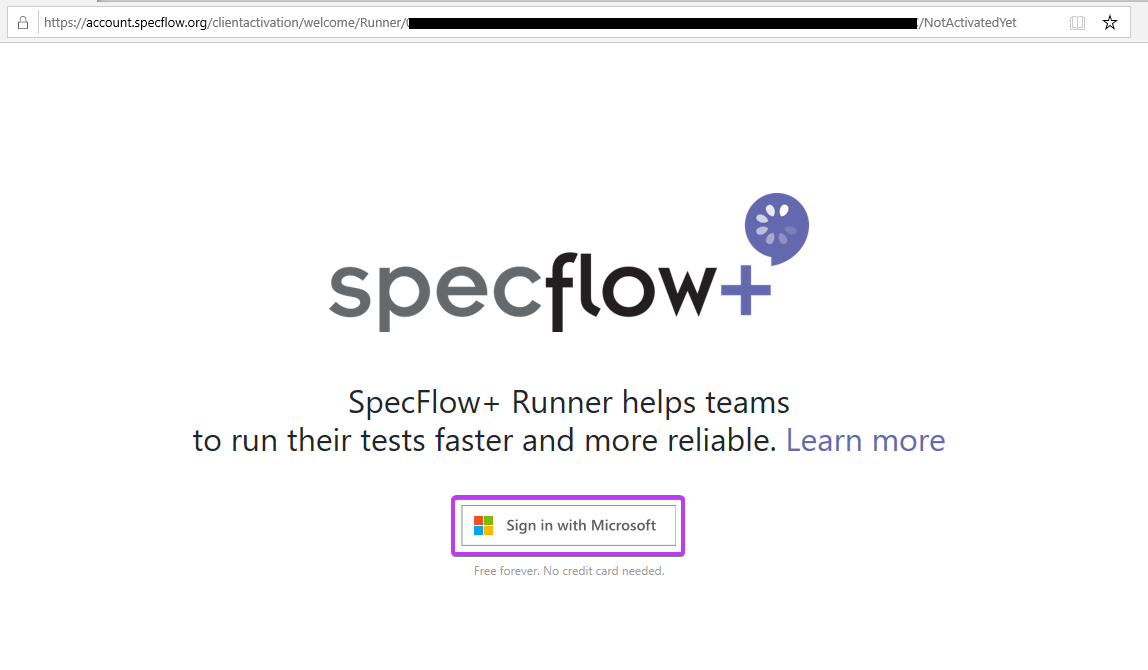 https://account.specflow.org/clientactivation/welcome/Runner/ /NotActivatedYet
specflow+
SpecFlow+ Runner helps teams
to run their tests faster and more reliable. Learn more
Sign in with Microsoft
Free forever. No credit card needed.